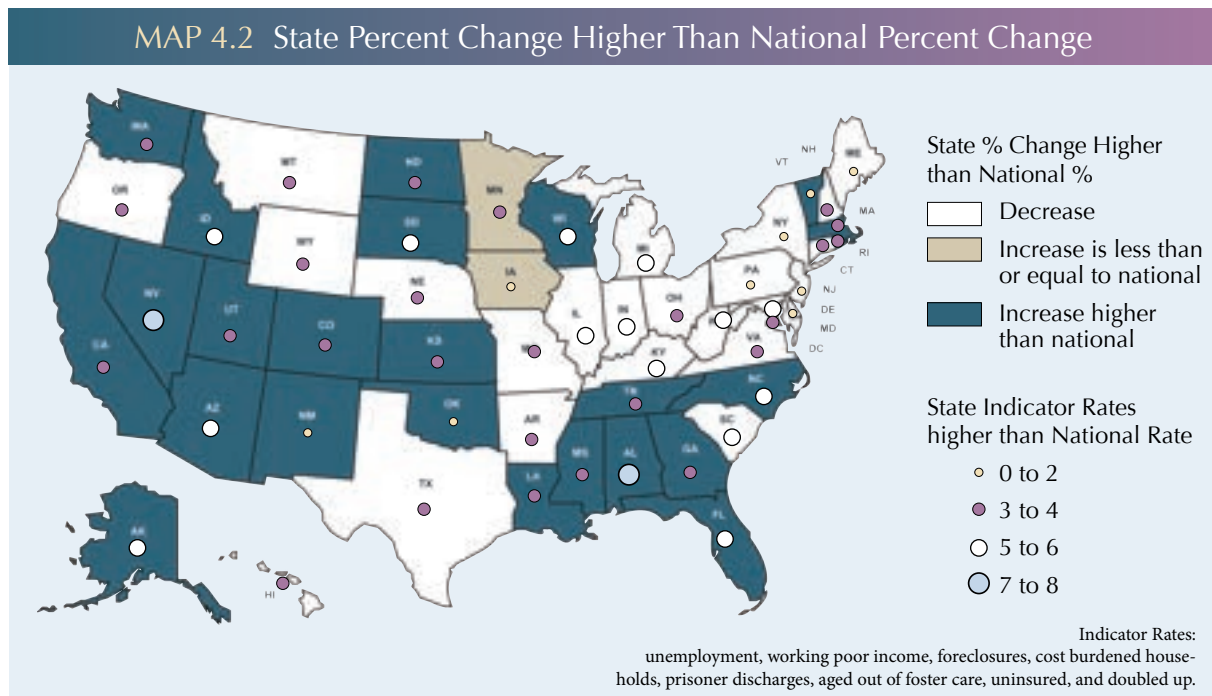 MAP 4.2 State Percent Change Higher Than National Percent Change
WA
MT
ND
MN
OR
ID
SD
WI
WY
MI
NE
IA
NV
UT
CO
CA
KS
IL
IN
OH
PA
NY
KY
VA
AZ
NM
OK
AR
TN
NC
SC
MS
AL
GA
LA
TX
FL
AK
HI
VT
NH
ME
MA
RI
CT
NJ
DE
MD
DC
State % Change Higher
than National %
Decrease
Increase is less than
or equal to national
Increase higher
than national
State Indicator Rates
higher than National Rate
0 to 2
3 to 4
5 to 6
7 to 8
Indicator Rates:
unemployment, working poor income, foreclosures, cost burdened house-
holds, prisoner discharges, aged out of foster care, uninsured, and doubled up.